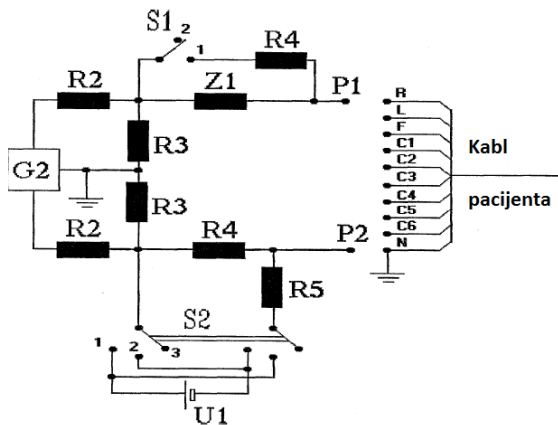 S1 2
1
R4
R2
Z1
P1
R
L
F
C1
C2
C3
C4
C5
C6
N
Kabl
pacijenta
R3
G2
R3
R2
R4
P2
R5
S2
1
2
3
U1